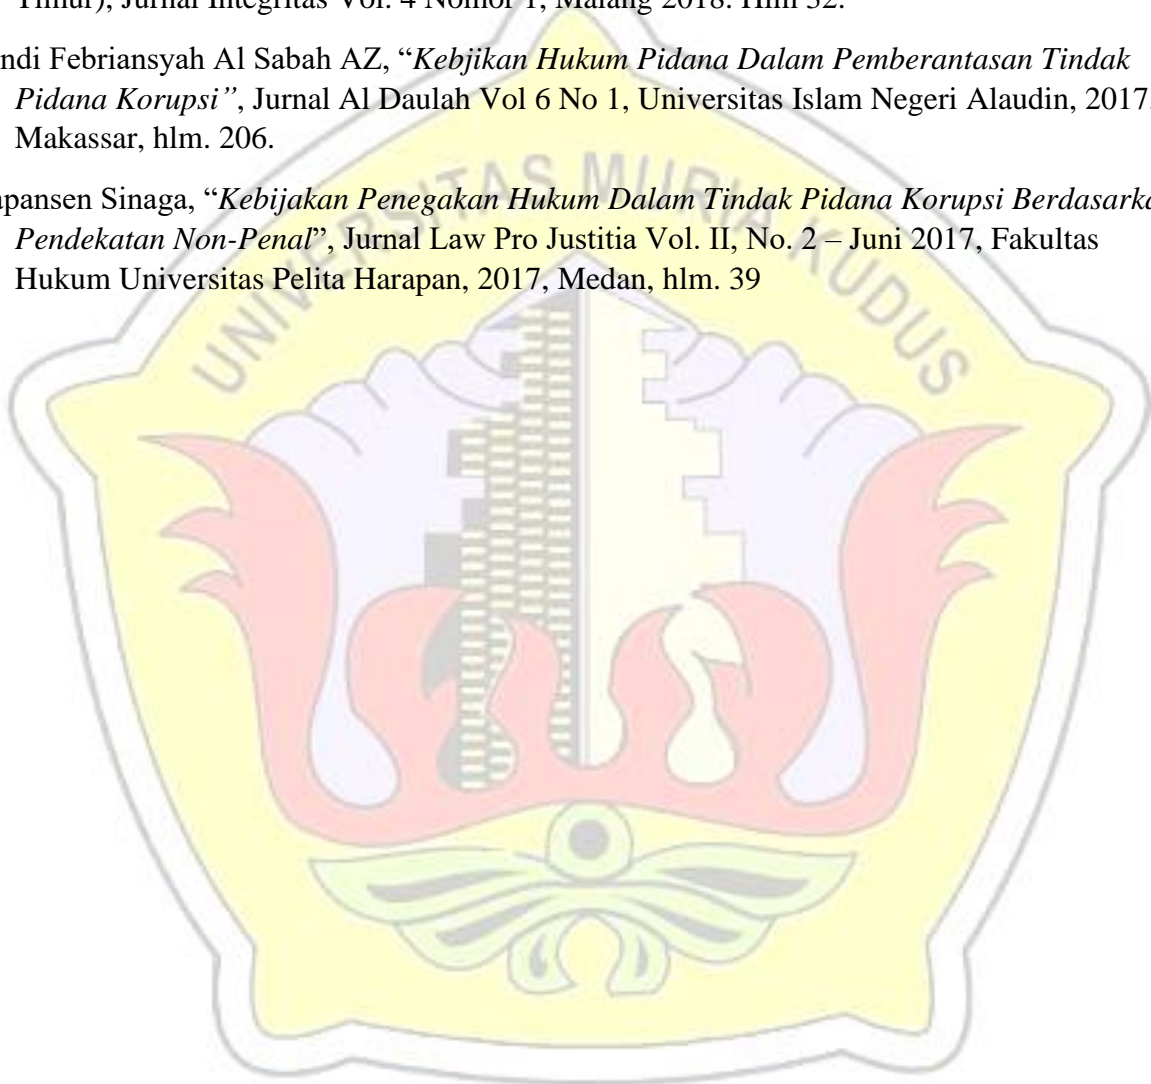 Timur), Jurnal Integritas Vol. 4 Nomor 1, Malang 2018. Hlm 32.
ndi Febriansyah Al Sabah AZ, “Kebjikan Hukum Pidana Dalam Pemberantasan Tindak
Pidana Korupsi”, Jurnal Al Daulah Vol 6 No 1, Universitas Islam Negeri Alaudin, 2017.
Makassar, hlm. 206.
apansen Sinaga, “Kebijakan Penegakan Hukum Dalam Tindak Pidana Korupsi Berdasarka
Pendekatan Non-Penal”, Jurnal Law Pro Justitia Vol. II, No. 2 – Juni 2017, Fakultas
Hukum Universitas Pelita Harapan, 2017, Medan, hlm. 39
UNIVERSITAS MURIA KUDUS